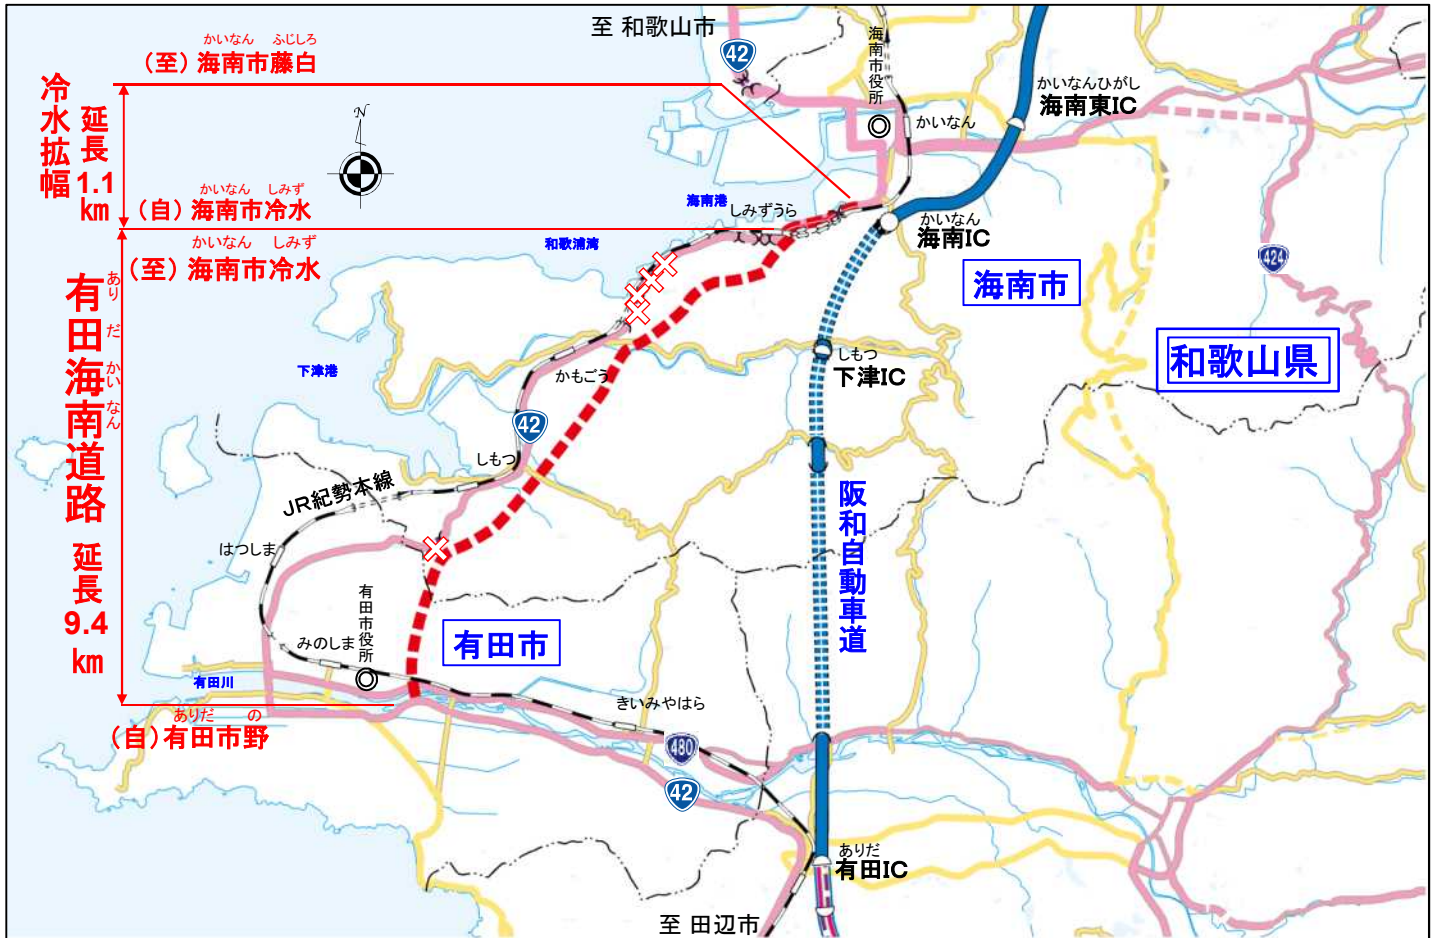 至 和歌山市
42
海南市役所
かいなん
かいなんひがし
海南東IC
かいなん ふじしろ
(至)海南市藤白
冷水拡幅
延長1.1km
N
かいなん しみず
(自)海南市冷水
かいなん しみず
(至)海南市冷水
海南港
しみずうら
和歌浦湾
かいなん
海南IC
海南市
424
和歌山県
ありだかいなん
有田海南道路
延長9.4km
下津港
かもごう
しもつ
下津IC
42
しもつ
JR紀勢本線
阪和自動車道
はつしま
有田市役所
みのしま
有田市
有田川
きいみやはら
ありだ の
(自)有田市野
480
42
ありだ
有田IC
至 田辺市